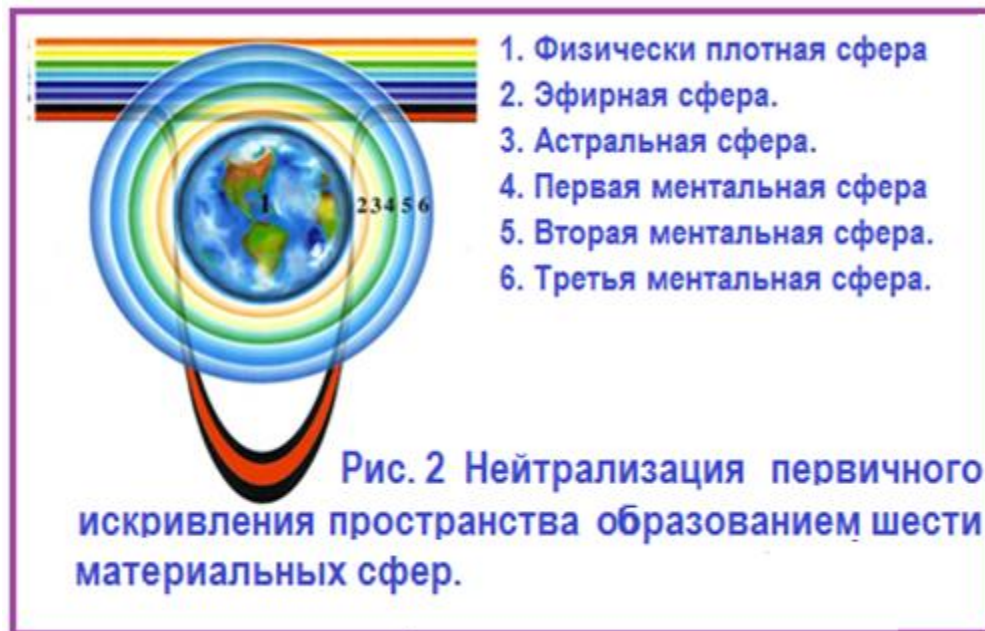 1. Физически плотная сфера
2. Эфирная сфера.
3. Астральная сфера.
4. Первая ментальная сфера
5. Вторая ментальная сфера.
6. Третья ментальная сфера.
1 2 3 4 5 6
Рис. 2 Нейтрализация первичного
искривления пространства образованием шести
материальных сфер.